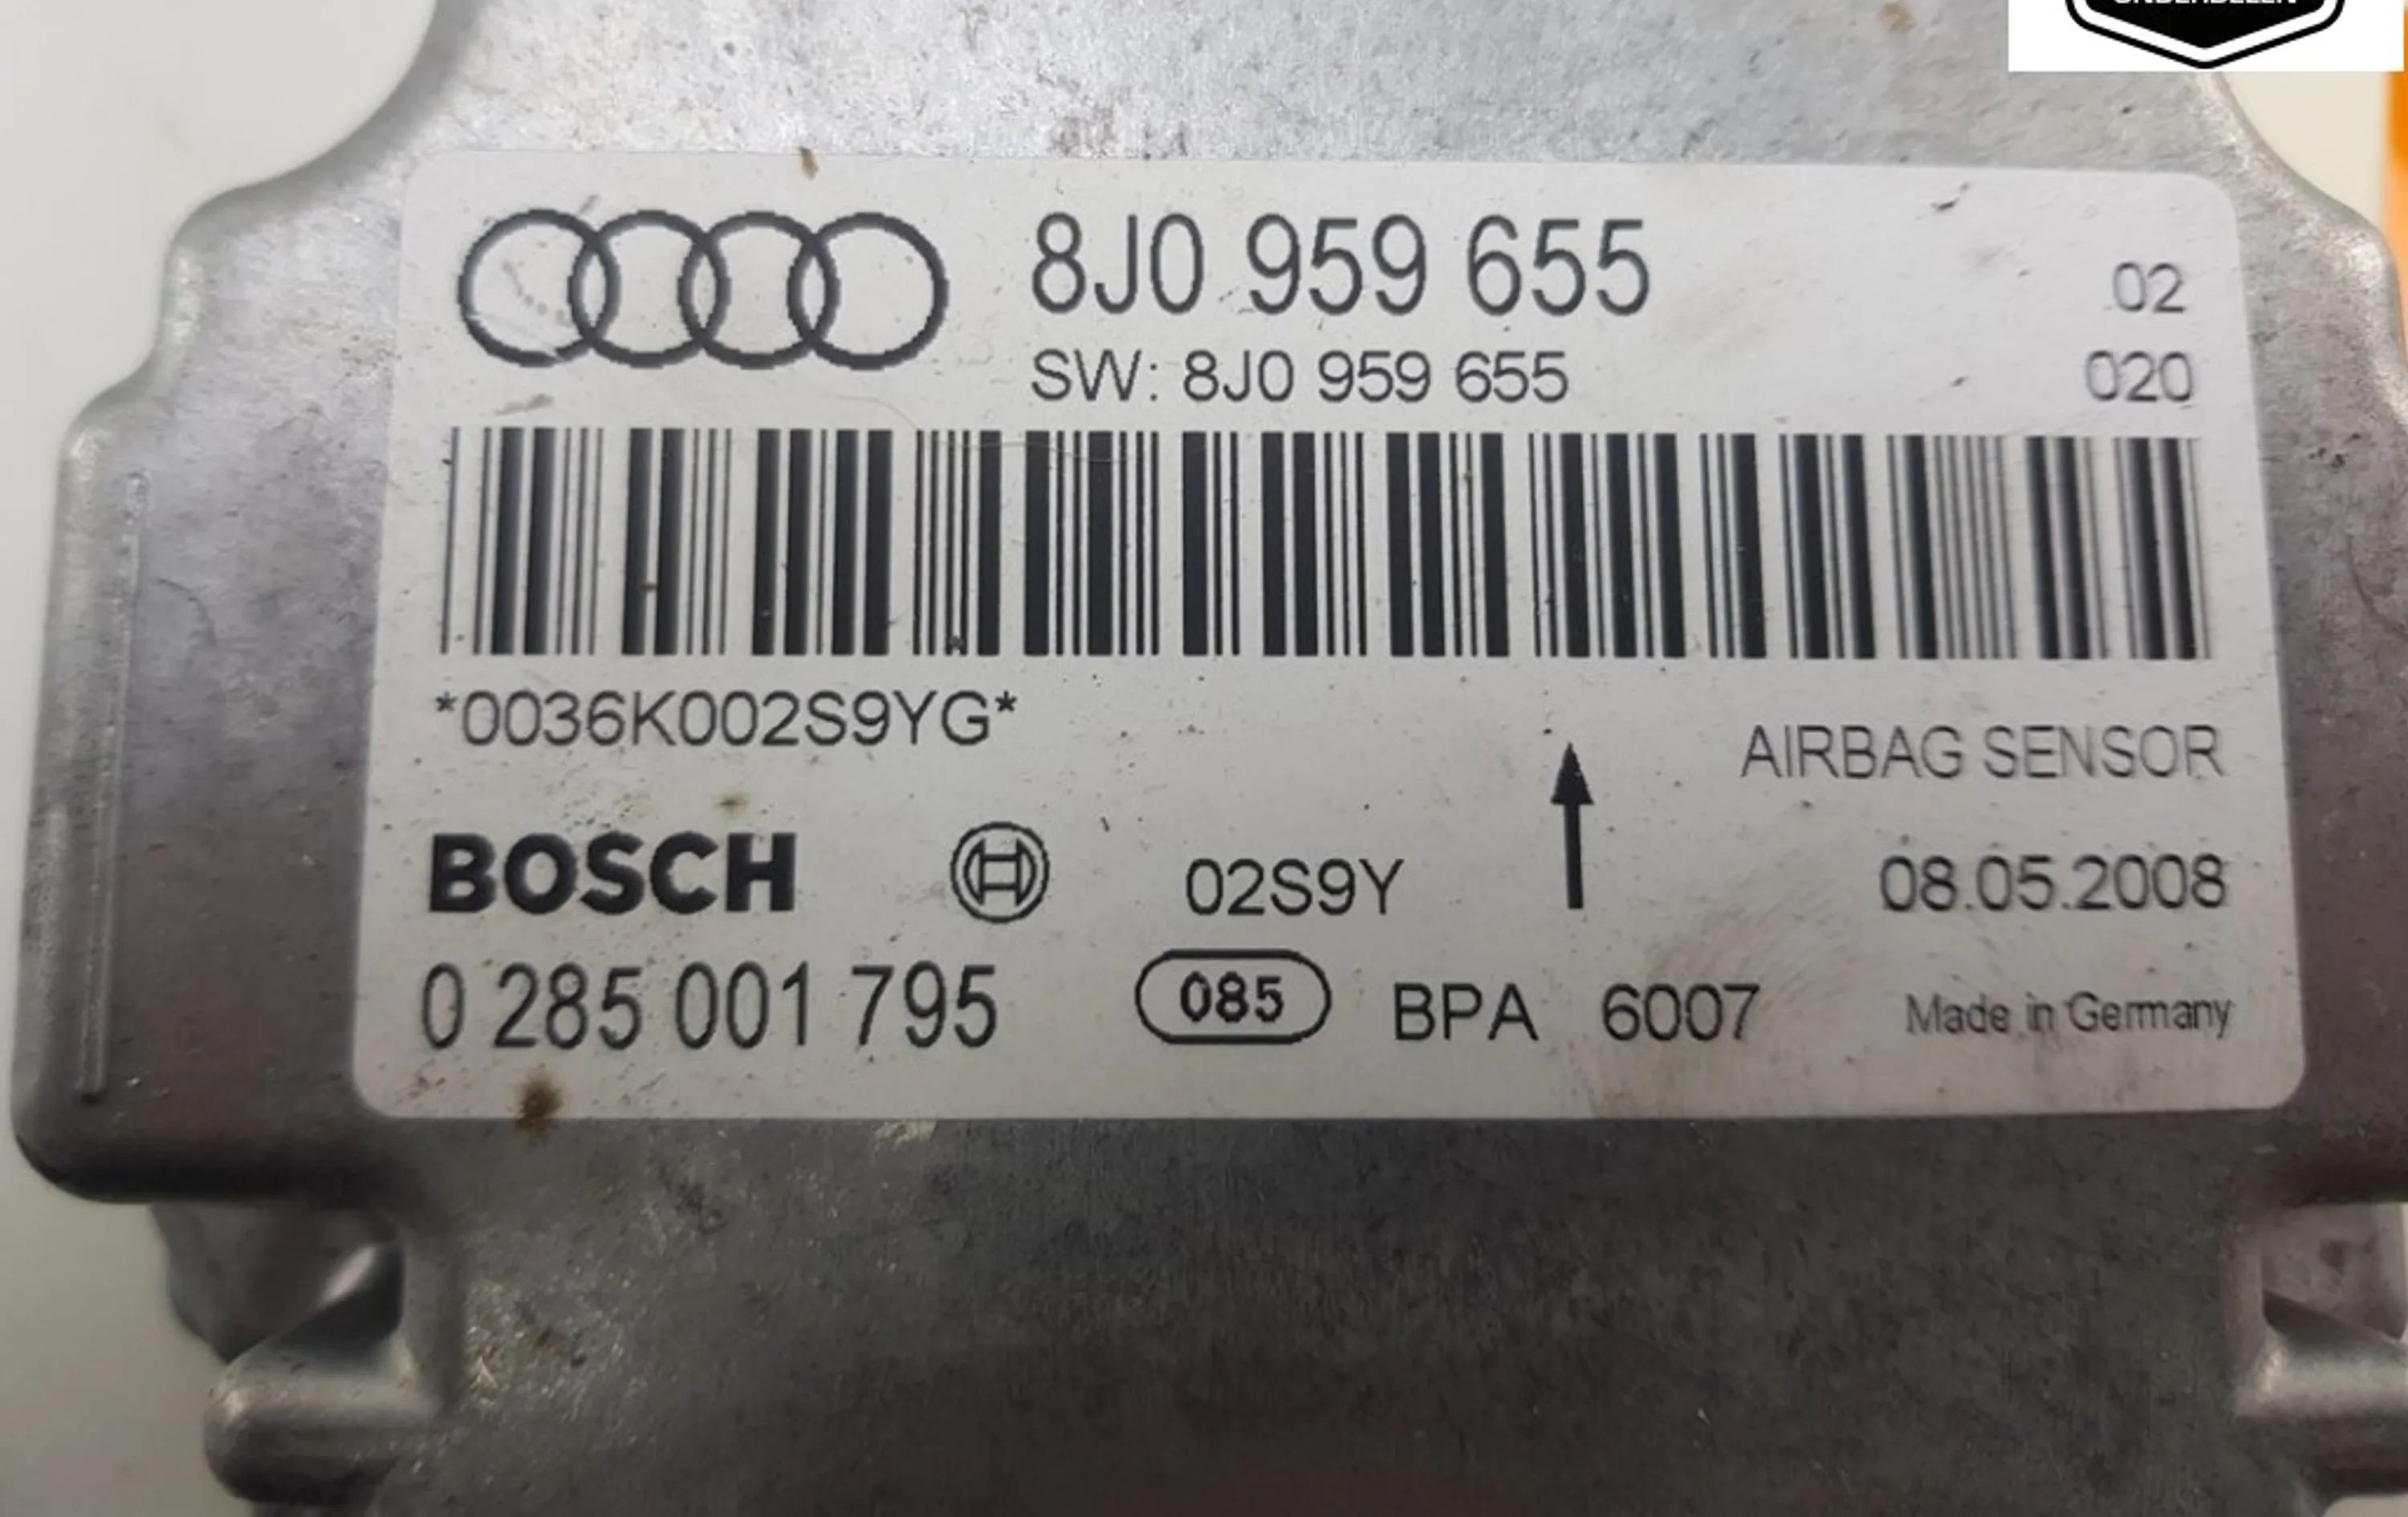 8J0 959 655 02
SW: 8J0 959 655 020
*0036K002S9YG*
AIRBAG SENSOR
BOSCH 02S9Y 08.05.2008
0 285 001 795 085 BPA 6007 Made in Germany